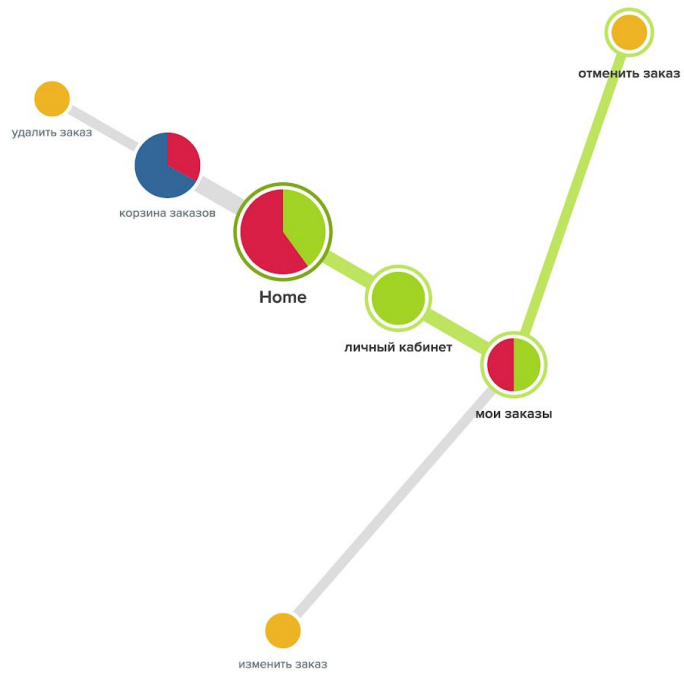 отменить заказ
удалить заказ
корзина заказов
Home
личный кабинет
мои заказы
изменить заказ